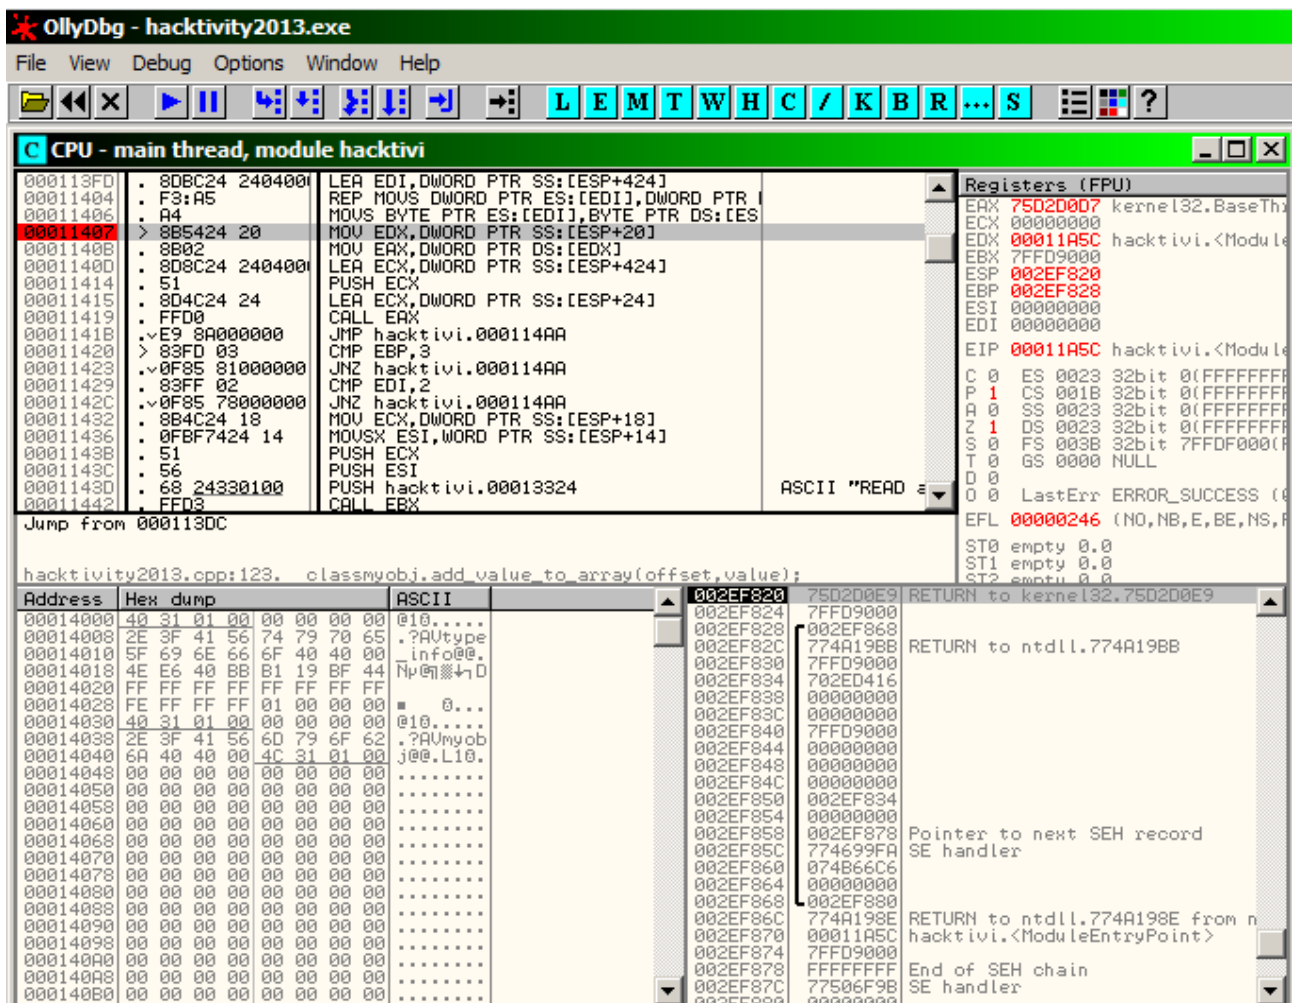 OllyDbg - hacktivity2013.exe
File View Debug Options Window Help
L E M T W H C / K B R ... S ?
C CPU - main thread, module hacktivi
000113FD . 8DBC24 240400 LEA EDI,DWORD PTR SS:[ESP+424]
00011404 . F3:A5 REP MOVS DWORD PTR ES:[EDI],DWORD PTR
00011406 . A4 MOVS BYTE PTR ES:[EDI],BYTE PTR DS:[ES
00011407 > 8B5424 20 MOV EDX,DWORD PTR SS:[ESP+20]
0001140B . 8B02 MOV EAX,DWORD PTR DS:[EDX]
0001140D . 8D8C24 240400 LEA ECX,DWORD PTR SS:[ESP+424]
00011414 . 51 PUSH ECX
00011415 . 8D4C24 24 LEA ECX,DWORD PTR SS:[ESP+24]
00011419 . FFD0 CALL EAX
0001141B .vE9 8A000000 JMP hacktivi.000114AA
00011420 > 83FD 03 CMP EBP,3
00011423 .v0F85 81000000 JNZ hacktivi.000114AA
00011429 . 83FF 02 CMP EDI,2
0001142C .v0F85 78000000 JNZ hacktivi.000114AA
00011432 . 8B4C24 18 MOV ECX,DWORD PTR SS:[ESP+18]
00011436 . 0FBF7424 14 MOVSX ESI,WORD PTR SS:[ESP+14]
0001143B . 51 PUSH ECX
0001143C . 56 PUSH ESI
0001143D . 68 24330100 PUSH hacktivi.00013324 ASCII "READ
00011442 . FFD3 CALL EBX
Jump from 000113DC
hacktivity2013.cpp:123. classmyobj.add_value_to_array(offset,value);
Registers (FPU)
EAX 75D2D0D7 kernel32.BaseThr
ECX 00000000
EDX 00011A5C hacktivi.<Module
EBX 7FFD9000
ESP 002EF820
EBP 002EF828
ESI 00000000
EDI 00000000
EIP 00011A5C hacktivi.<Module
C 0 ES 0023 32bit 0(FFFFFFFF
P 1 CS 001B 32bit 0(FFFFFFFF
A 0 SS 0023 32bit 0(FFFFFFFF
Z 1 DS 0023 32bit 0(FFFFFFFF
S 0 FS 003B 32bit 7FFDF000(F
T 0 GS 0000 NULL
D 0
O 0 LastErr ERROR_SUCCESS (0
EFL 00000246 (NO,NB,E,BE,NS,P
ST0 empty 0.0
ST1 empty 0.0
ST2 empty 0.0
Address Hex dump ASCII
00014000 40 31 01 00 00 00 00 00 @10.....
00014008 2E 3F 41 56 74 79 70 65 .?AVtype
00014010 5F 69 6E 66 6F 40 40 00 _info@@.
00014018 4E E6 40 BB B1 19 BF 44
00014020 FF FF FF FF FF FF FF FF
00014028 FE FF FF FF 01 00 00 00
00014030 40 31 01 00 00 00 00 00 @10.....
00014038 2E 3F 41 56 6D 79 6F 62 .?AVmyob
00014040 6A 40 40 00 4C 31 01 00 j@@.L10.
00014048 00 00 00 00 00 00 00 00 ........
00014050 00 00 00 00 00 00 00 00 ........
00014058 00 00 00 00 00 00 00 00 ........
00014060 00 00 00 00 00 00 00 00 ........
00014068 00 00 00 00 00 00 00 00 ........
00014070 00 00 00 00 00 00 00 00 ........
00014078 00 00 00 00 00 00 00 00 ........
00014080 00 00 00 00 00 00 00 00 ........
00014088 00 00 00 00 00 00 00 00 ........
00014090 00 00 00 00 00 00 00 00 ........
00014098 00 00 00 00 00 00 00 00 ........
000140A0 00 00 00 00 00 00 00 00 ........
000140A8 00 00 00 00 00 00 00 00 ........
000140B0 00 00 00 00 00 00 00 00 ........
002EF820 75D2D0E9 RETURN to kernel32.75D2D0E9
002EF824 7FFD9000
002EF828 002EF868
002EF82C 774A19BB RETURN to ntdll.774A19BB
002EF830 7FFD9000
002EF834 702ED416
002EF838 00000000
002EF83C 00000000
002EF840 7FFD9000
002EF844 00000000
002EF848 00000000
002EF84C 00000000
002EF850 002EF834
002EF854 00000000
002EF858 002EF878 Pointer to next SEH record
002EF85C 774699FA SE handler
002EF860 074B66C6
002EF864 00000000
002EF868 002EF880
002EF86C 774A198E RETURN to ntdll.774A198E from n
002EF870 00011A5C hacktivi.<ModuleEntryPoint>
002EF874 7FFD9000
002EF878 FFFFFFFF End of SEH chain
002EF87C 77506F9B SE handler
002EF880 00000000